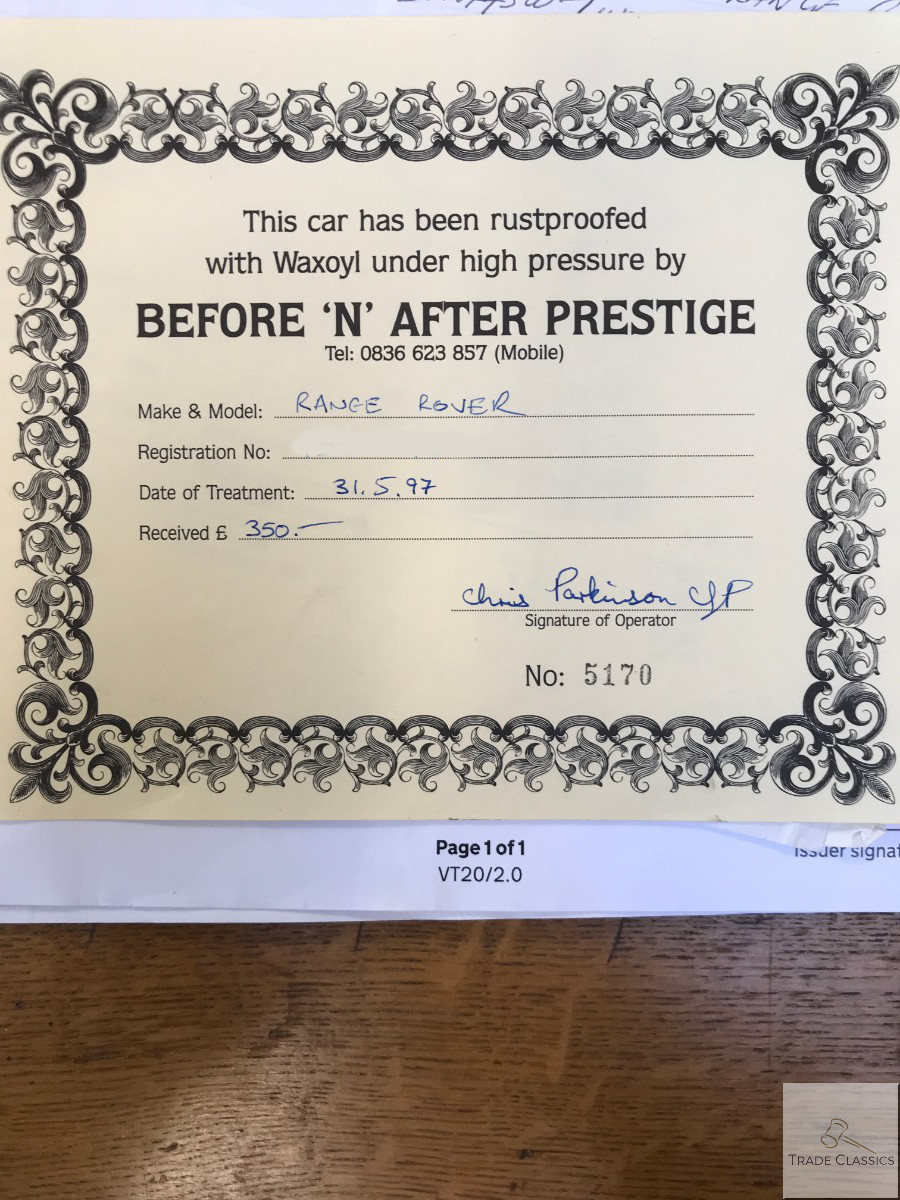 This car has been rustproofed
with Waxoyl under high pressure by
BEFORE ‘N’ AFTER PRESTIGE
Tel: 0836 623 857 (Mobile)
Make & Model: RANGE ROVER
Registration No:
Date of Treatment: 31.5.97
Received £ 350.—
Chris Parkinson
Signature of Operator
No: 5170
Page 1 of 1
VT20/2.0
Issuer signat
TRADE CLASSICS